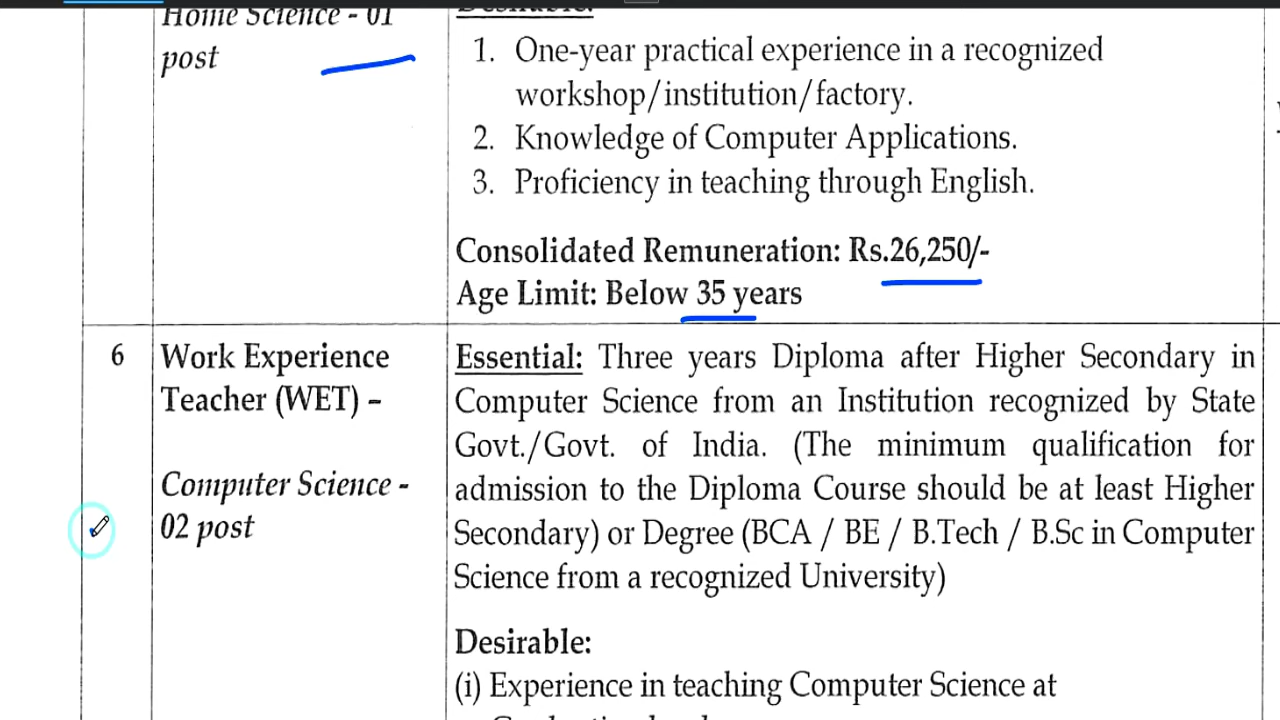 Home Science - 01
post
Desirable:
1. One-year practical experience in a recognized
workshop/institution/factory.
2. Knowledge of Computer Applications.
3. Proficiency in teaching through English.
Consolidated Remuneration: Rs.26,250/-
Age Limit: Below 35 years
6
Work Experience
Teacher (WET) –
Computer Science -
02 post
Essential: Three years Diploma after Higher Secondary in
Computer Science from an Institution recognized by State
Govt./Govt. of India. (The minimum qualification for
admission to the Diploma Course should be at least Higher
Secondary) or Degree (BCA / BE / B.Tech / B.Sc in Computer
Science from a recognized University)
Desirable:
(i) Experience in teaching Computer Science at